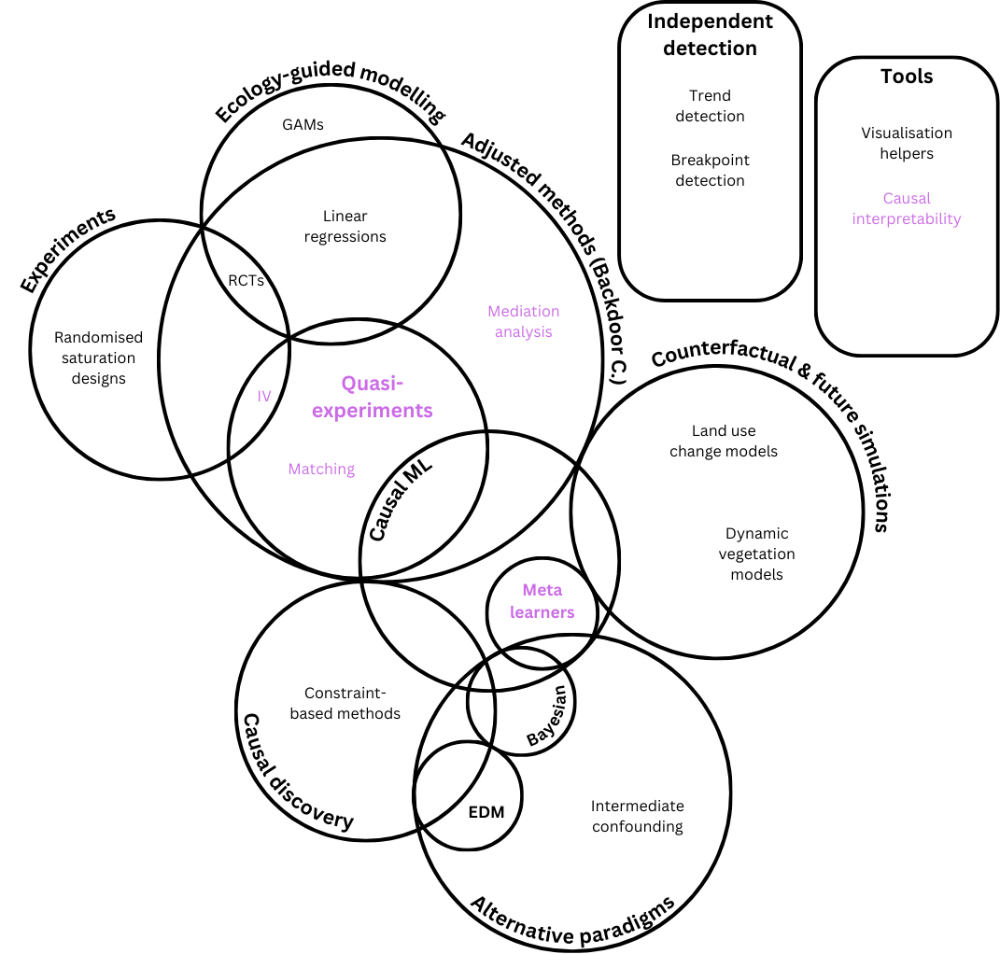 Independent
detection
Trend
detection
Breakpoint
detection
Tools
Visualisation
helpers
Causal
interpretability
Ecology-guided modelling
GAMs
Adjusted methods (Backdoor C.)
Linear
regressions
Experiments
RCTs
Randomised
saturation
designs
Mediation
analysis
IV
Quasi-
experiments
Matching
Causal ML
Counterfactual & future simulations
Land use
change models
Dynamic
vegetation
models
Meta
learners
Constraint-
based methods
Causal discovery
Bayesian
EDM
Intermediate
confounding
Alternative paradigms